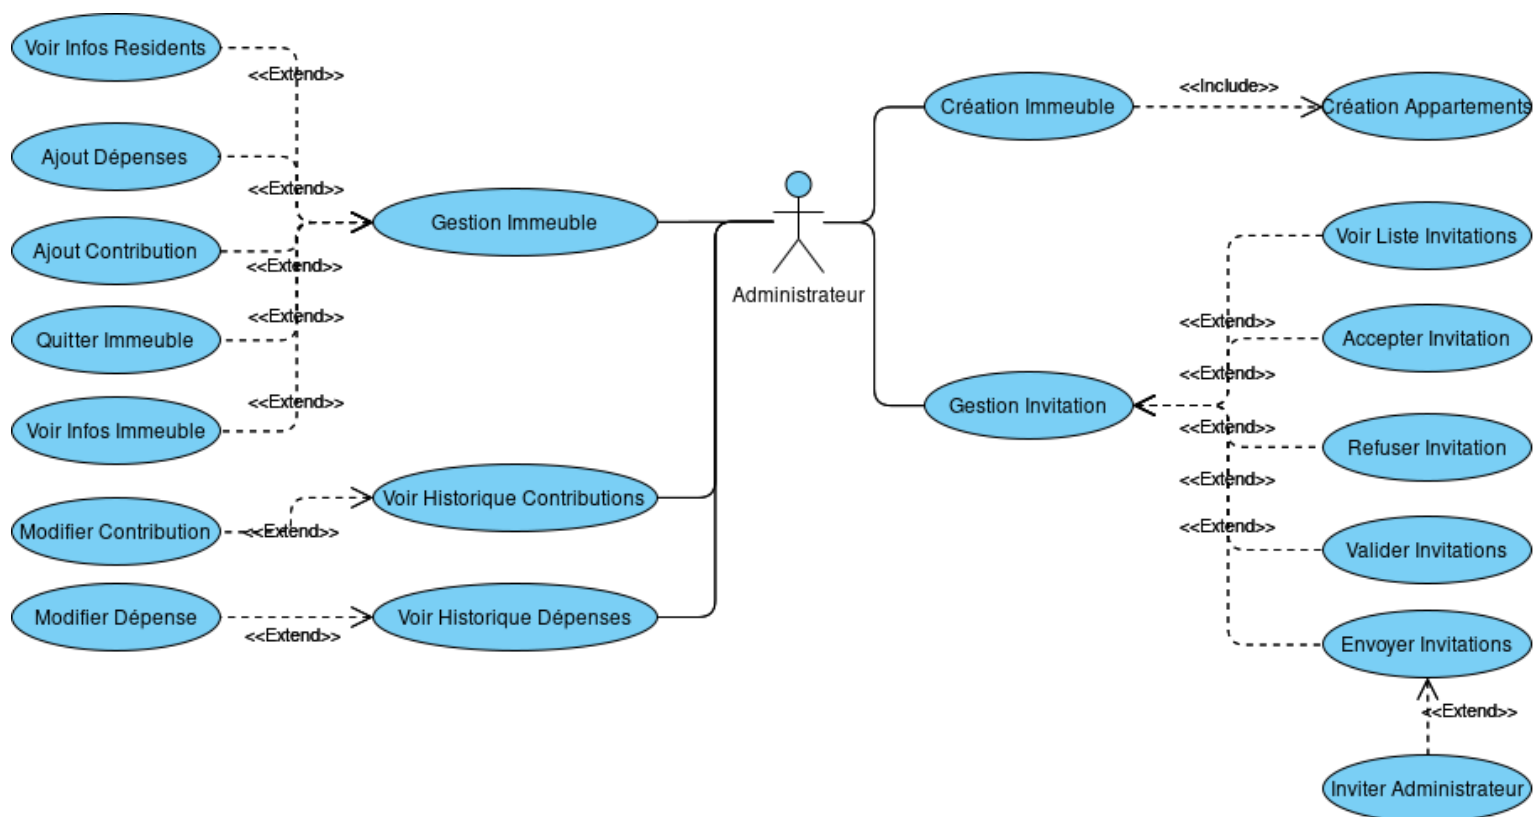 Voir Infos Residents
<<Extend>>
Ajout Dépenses
<<Extend>>
Ajout Contribution
<<Extend>>
Quitter Immeuble
<<Extend>>
Voir Infos Immeuble
<<Extend>>
Gestion Immeuble
Modifier Contribution
<<Extend>>
Voir Historique Contributions
Modifier Dépense
<<Extend>>
Voir Historique Dépenses
Administrateur
Création Immeuble
<<Include>>
Création Appartements
Gestion Invitation
Voir Liste Invitations
<<Extend>>
Accepter Invitation
<<Extend>>
Refuser Invitation
<<Extend>>
Valider Invitations
<<Extend>>
Envoyer Invitations
<<Extend>>
<<Extend>>
Inviter Administrateur